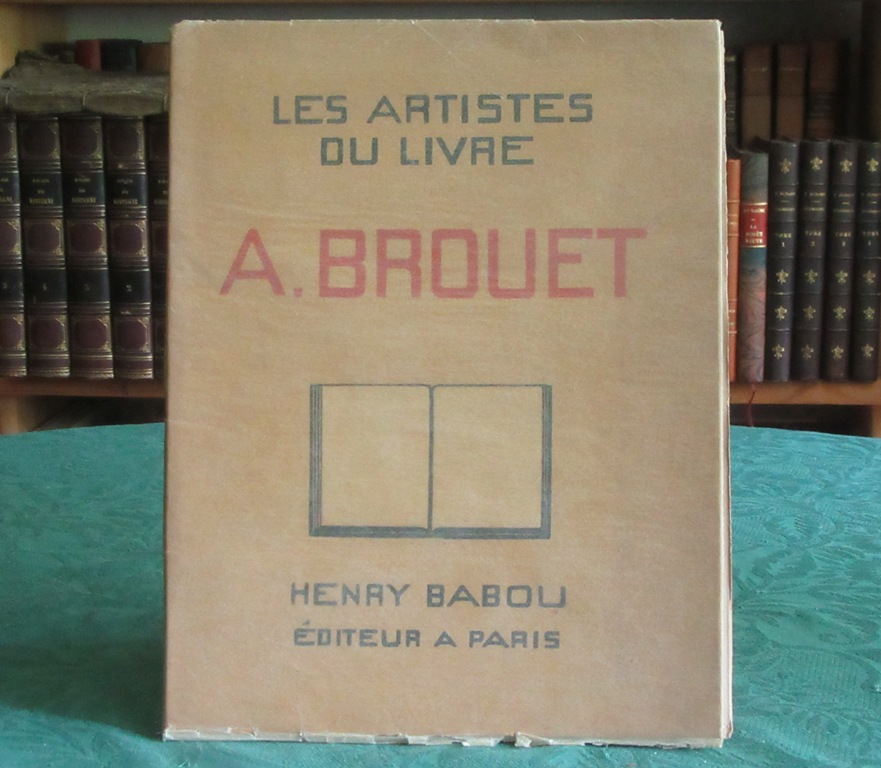 LES ARTISTES
DU LIVRE
A. BROUET
HENRY BABOU
ÉDITEUR A PARIS